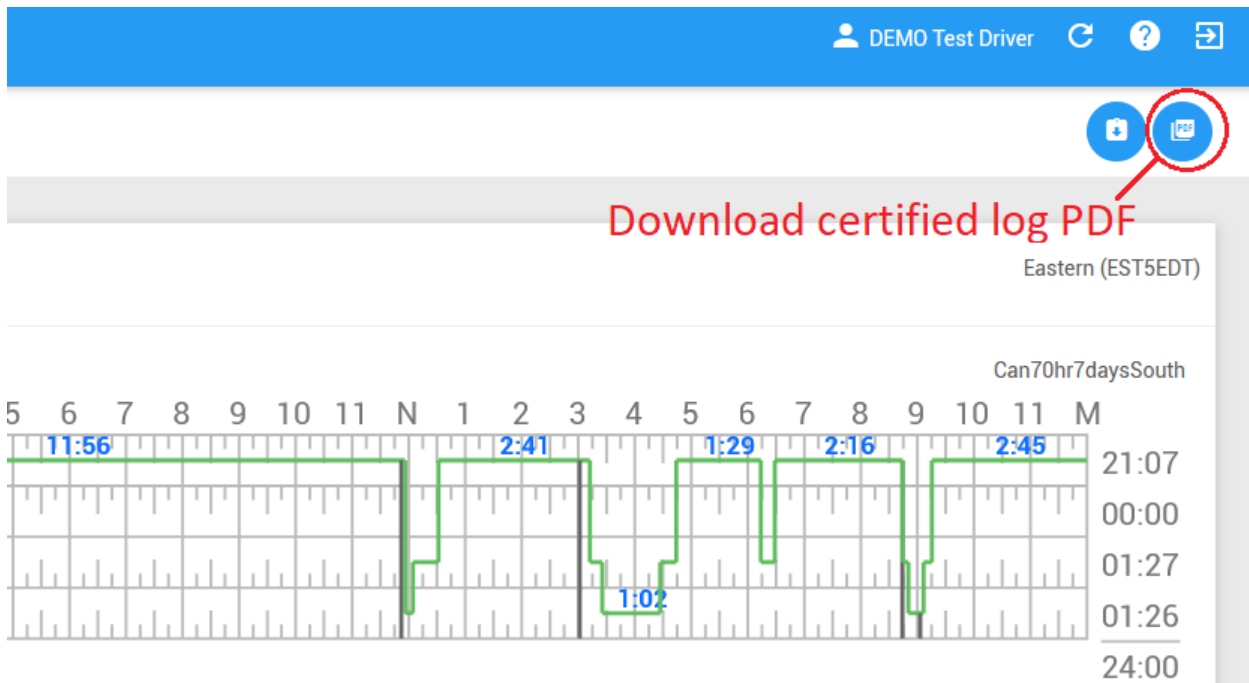 DEMO Test Driver ?
PDF
Download certified log PDF
Eastern (EST5EDT)
Can70hr7daysSouth
5 6 7 8 9 10 11 N 1 2 3 4 5 6 7 8 9 10 11 M
11:56 2:41 1:29 2:16 2:45 21:07
00:00
01:27
1:02 01:26
24:00